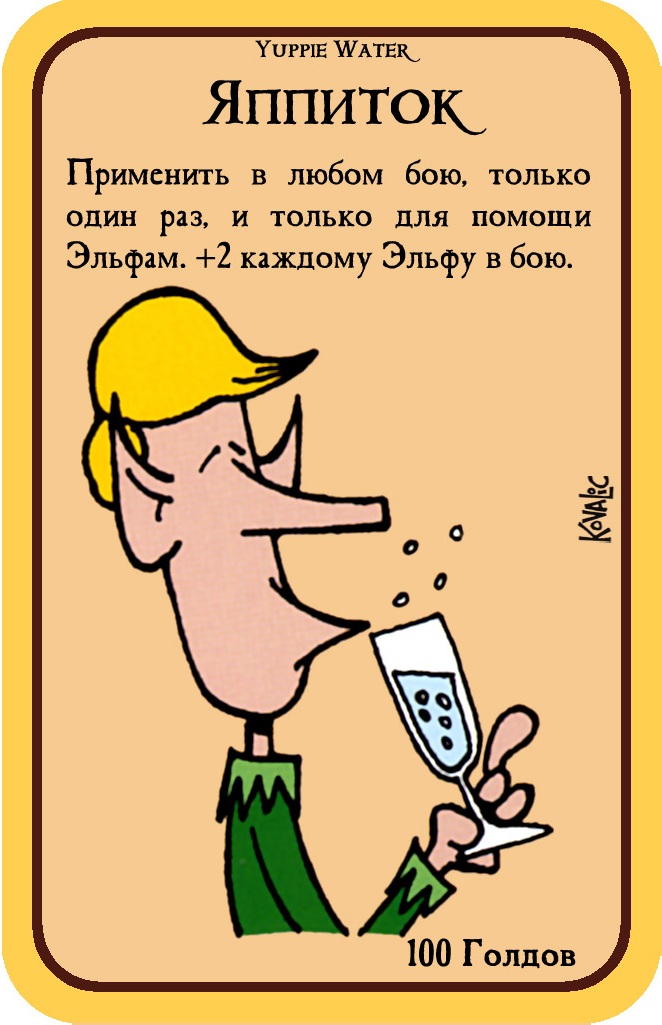 Yuppie Water
Яппиток
Применить в любом бою, только
один раз, и только для помощи
Эльфам. +2 каждому Эльфу в бою.
Kovalic
100 Голдов